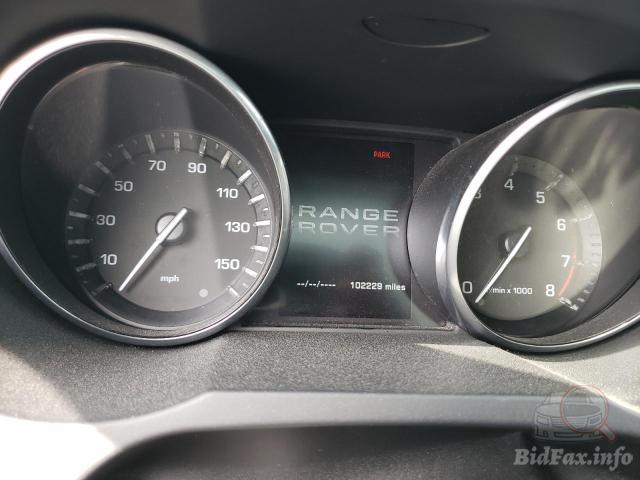 PARK
RANGE
ROVER
--/--/---- 102229 miles
10
30
50
70
90
110
130
150
mph
0
4
5
6
7
8
min x 1000
BidFax.info